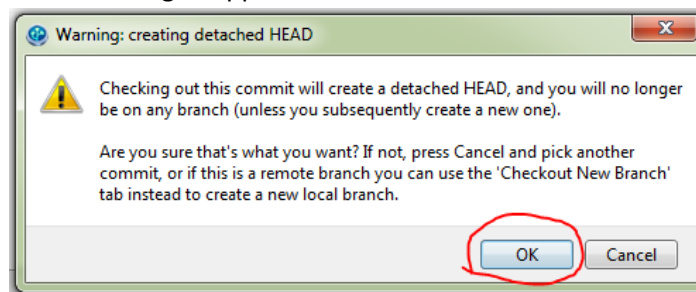 Warning: creating detached HEAD
Checking out this commit will create a detached HEAD, and you will no longer
be on any branch (unless you subsequently create a new one).
Are you sure that's what you want? If not, press Cancel and pick another
commit, or if this is a remote branch you can use the 'Checkout New Branch'
tab instead to create a new local branch.
OK Cancel